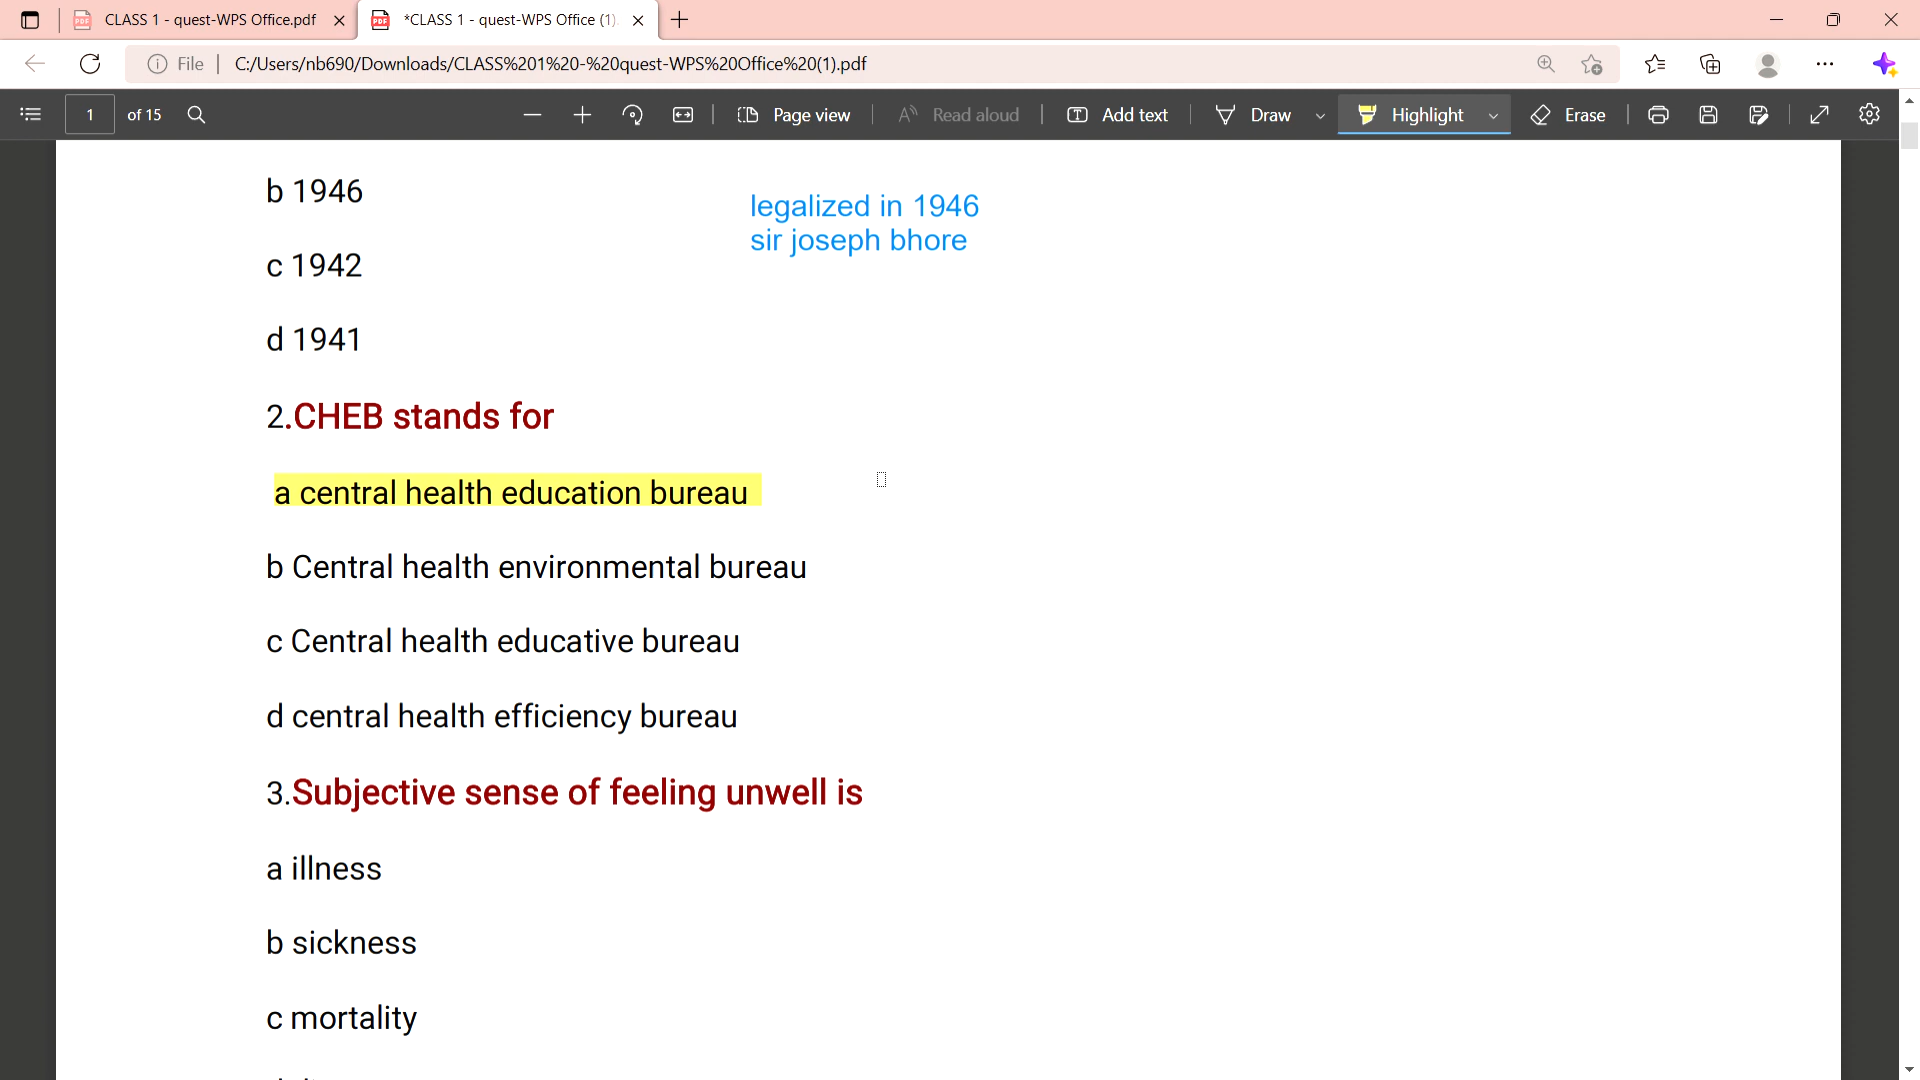 CLASS 1 - quest-WPS Office.pdf
*CLASS 1 - quest-WPS Office (1).
File
C:/Users/nb690/Downloads/CLASS%201%20-%20quest-WPS%20Office%20(1).pdf
1 of 15
Page view
Read aloud
Add text
Draw
Highlight
Erase
b 1946
legalized in 1946
sir joseph bhore
c 1942
d 1941
2.CHEB stands for
a central health education bureau
b Central health environmental bureau
c Central health educative bureau
d central health efficiency bureau
3.Subjective sense of feeling unwell is
a illness
b sickness
c mortality